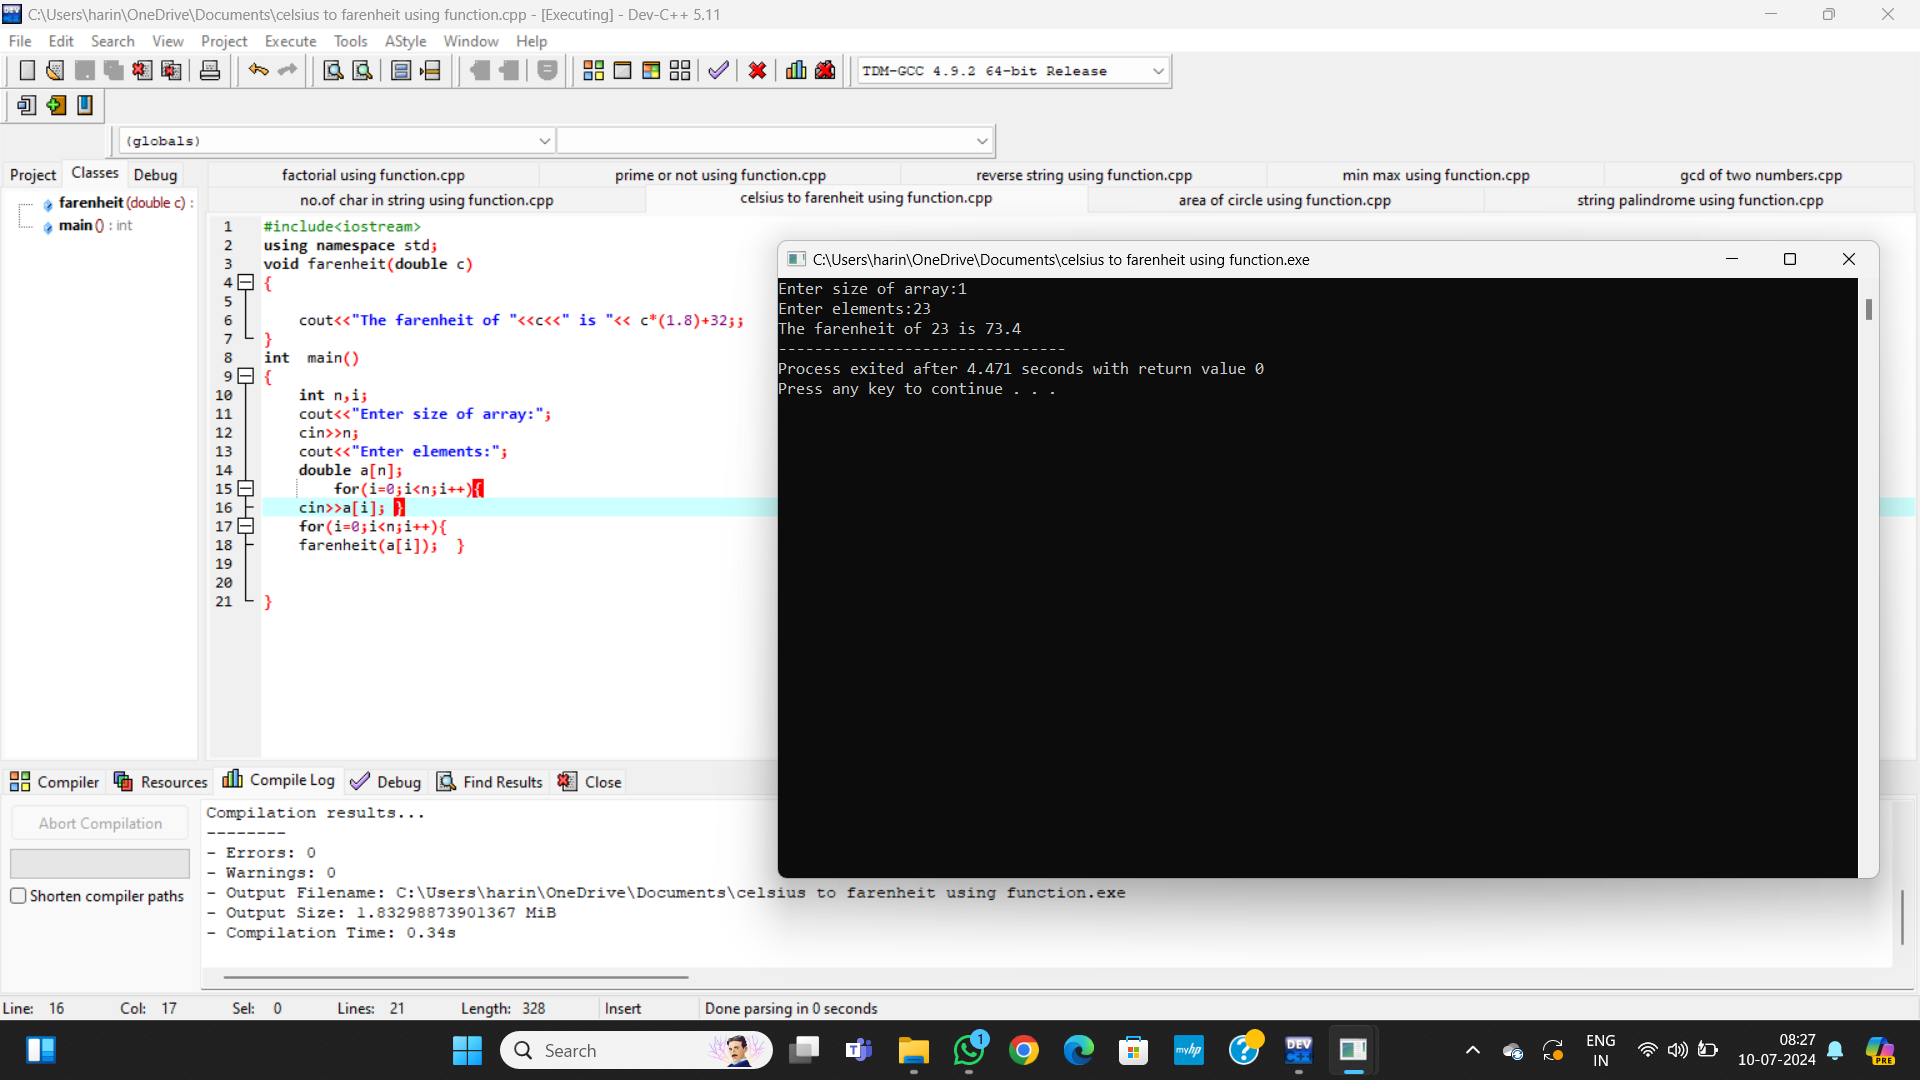 C:\Users\harin\OneDrive\Documents\celsius to farenheit using function.cpp - [Executing] - Dev-C++ 5.11
File Edit Search View Project Execute Tools AStyle Window Help
TDM-GCC 4.9.2 64-bit Release
(globals)
Project Classes Debug
factorial using function.cpp prime or not using function.cpp reverse string using function.cpp min max using function.cpp gcd of two numbers.cpp
no.of char in string using function.cpp celsius to farenheit using function.cpp area of circle using function.cpp string palindrome using function.cpp
farenheit (double c) :
main () : int
1 #include<iostream>
2 using namespace std;
3 void farenheit(double c)
4 {
5
6 cout<<"The farenheit of "<<c<<" is "<< c*(1.8)+32;;
7 }
8 int main()
9 {
10 int n,i;
11 cout<<"Enter size of array:";
12 cin>>n;
13 cout<<"Enter elements:";
14 double a[n];
15 for(i=0;i<n;i++){
16 cin>>a[i]; }
17 for(i=0;i<n;i++){
18 farenheit(a[i]); }
19
20
21 }
C:\Users\harin\OneDrive\Documents\celsius to farenheit using function.exe
Enter size of array:1
Enter elements:23
The farenheit of 23 is 73.4
--------------------------------
Process exited after 4.471 seconds with return value 0
Press any key to continue . . .
Compiler Resources Compile Log Debug Find Results Close
Abort Compilation
Shorten compiler paths
Compilation results...
--------
- Errors: 0
- Warnings: 0
- Output Filename: C:\Users\harin\OneDrive\Documents\celsius to farenheit using function.exe
- Output Size: 1.83298873901367 MiB
- Compilation Time: 0.34s
Line: 16 Col: 17 Sel: 0 Lines: 21 Length: 328 Insert Done parsing in 0 seconds
Search
1
myhp
DEV C++
ENG
IN
08:27
10-07-2024
PRE